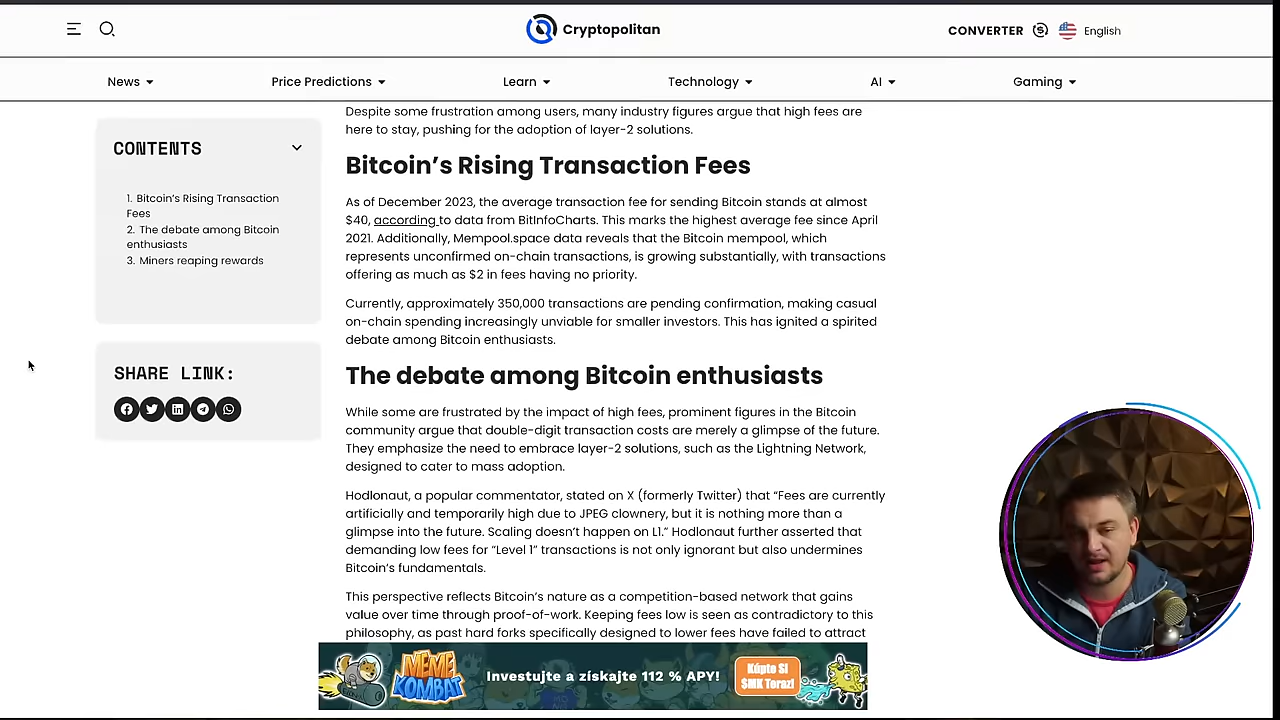 Cryptopolitan
CONVERTER
English
News
Price Predictions
Learn
Technology
AI
Gaming
CONTENTS
1. Bitcoin’s Rising Transaction
Fees
2. The debate among Bitcoin
enthusiasts
3. Miners reaping rewards
SHARE LINK:
Despite some frustration among users, many industry figures argue that high fees are
here to stay, pushing for the adoption of layer-2 solutions.
Bitcoin’s Rising Transaction Fees
As of December 2023, the average transaction fee for sending Bitcoin stands at almost
$40, according to data from BitInfoCharts. This marks the highest average fee since April
2021. Additionally, Mempool.space data reveals that the Bitcoin mempool, which
represents unconfirmed on-chain transactions, is growing substantially, with transactions
offering as much as $2 in fees having no priority.
Currently, approximately 350,000 transactions are pending confirmation, making casual
on-chain spending increasingly unviable for smaller investors. This has ignited a spirited
debate among Bitcoin enthusiasts.
The debate among Bitcoin enthusiasts
While some are frustrated by the impact of high fees, prominent figures in the Bitcoin
community argue that double-digit transaction costs are merely a glimpse of the future.
They emphasize the need to embrace layer-2 solutions, such as the Lightning Network,
designed to cater to mass adoption.
Hodlonaut, a popular commentator, stated on X (formerly Twitter) that “Fees are currently
artificially and temporarily high due to JPEG clownery, but it is nothing more than a
glimpse into the future. Scaling doesn’t happen on L1.” Hodlonaut further asserted that
demanding low fees for “Level 1” transactions is not only ignorant but also undermines
Bitcoin’s fundamentals.
This perspective reflects Bitcoin’s nature as a competition-based network that gains
value over time through proof-of-work. Keeping fees low is seen as contradictory to this
philosophy, as past hard forks specifically designed to lower fees have failed to attract
MEME
KOMBAT
Investujte a získajte 112 % APY!
Kúpte Si
$MK Teraz!